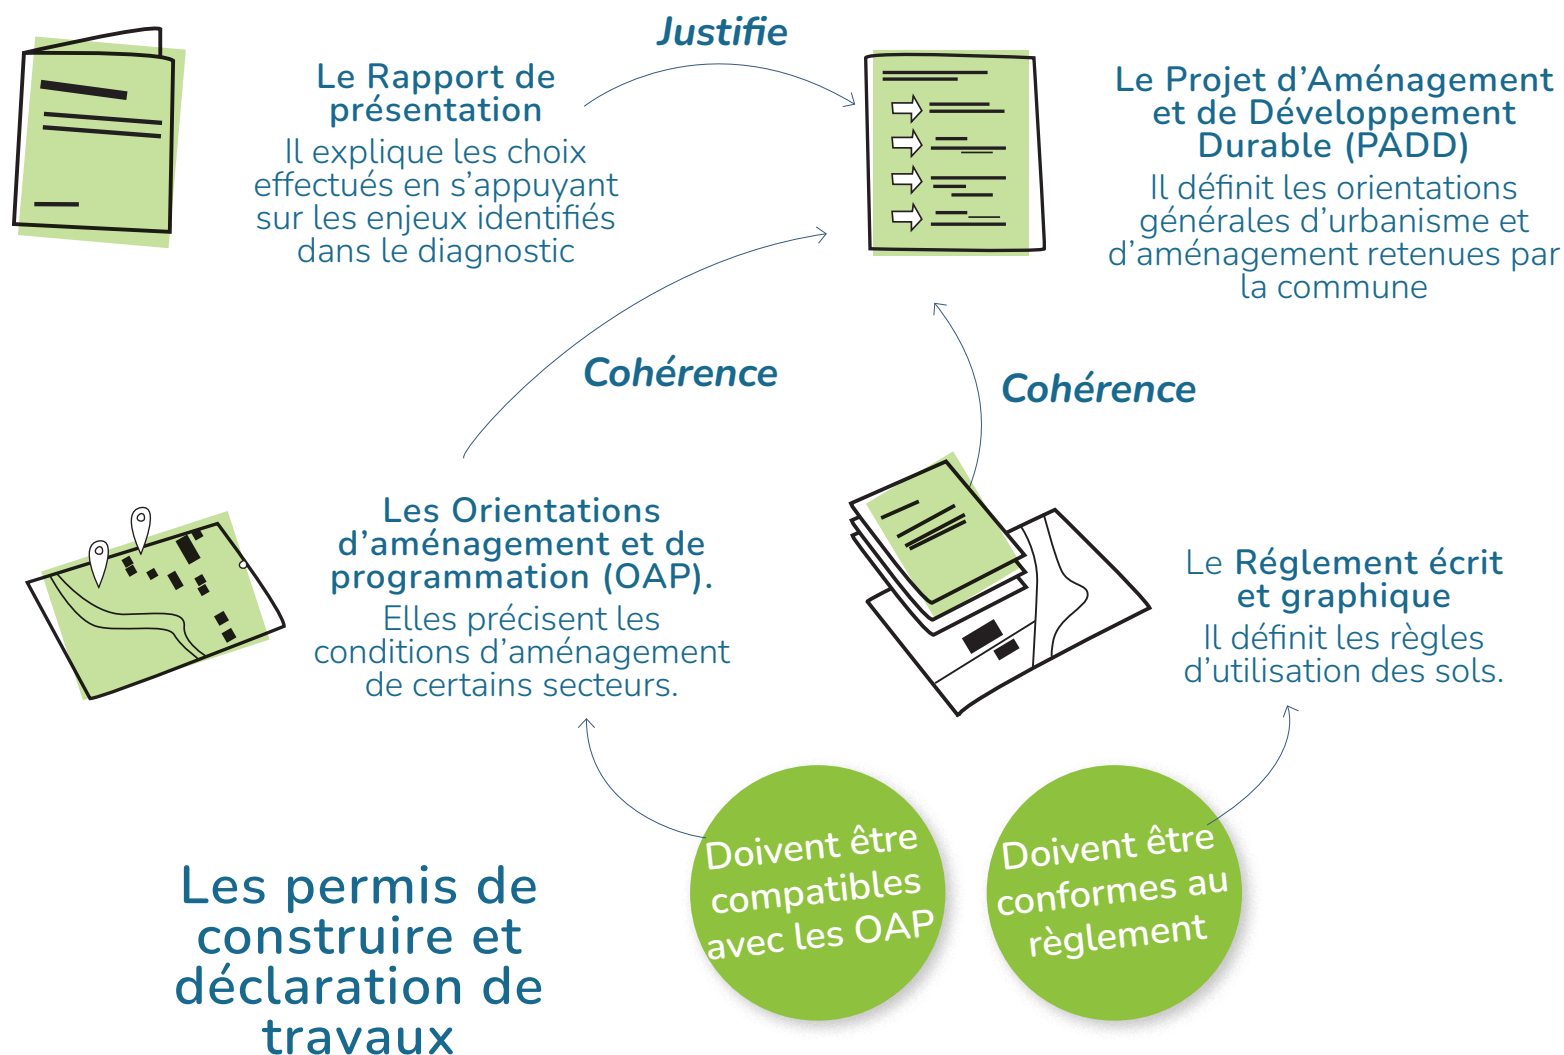 Justifie
Le Rapport de
présentation
Il explique les choix
effectués en s’appuyant
sur les enjeux identifiés
dans le diagnostic
Le Projet d’Aménagement
et de Développement
Durable (PADD)
Il définit les orientations
générales d’urbanisme et
d’aménagement retenues par
la commune
Cohérence
Cohérence
Les Orientations
d’aménagement et de
programmation (OAP).
Elles précisent les
conditions d’aménagement
de certains secteurs.
Le Réglement écrit
et graphique
Il définit les règles
d’utilisation des sols.
Les permis de
construire et
déclaration de
travaux
Doivent être
compatibles
avec les OAP
Doivent être
conformes au
règlement